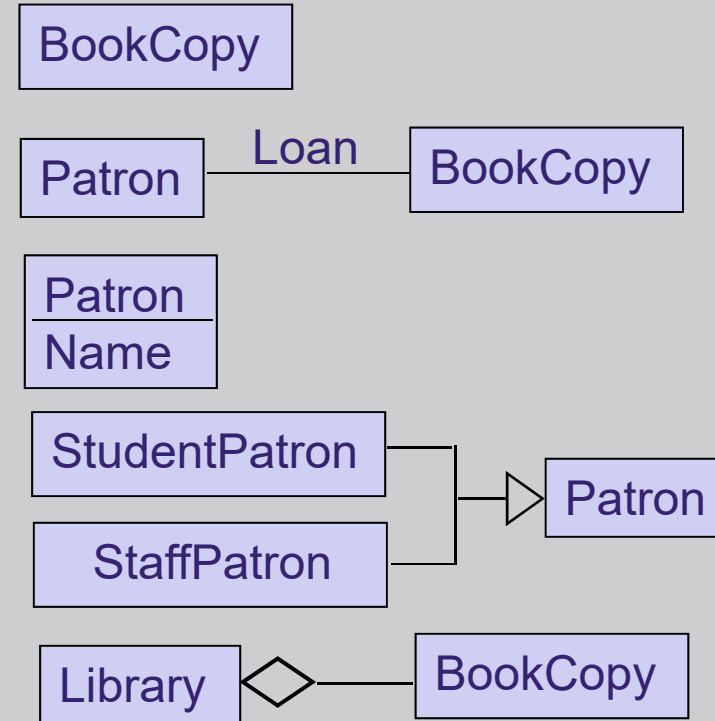 BookCopy
Patron
Loan
BookCopy
Patron
Name
StudentPatron
StaffPatron
Patron
Library
BookCopy